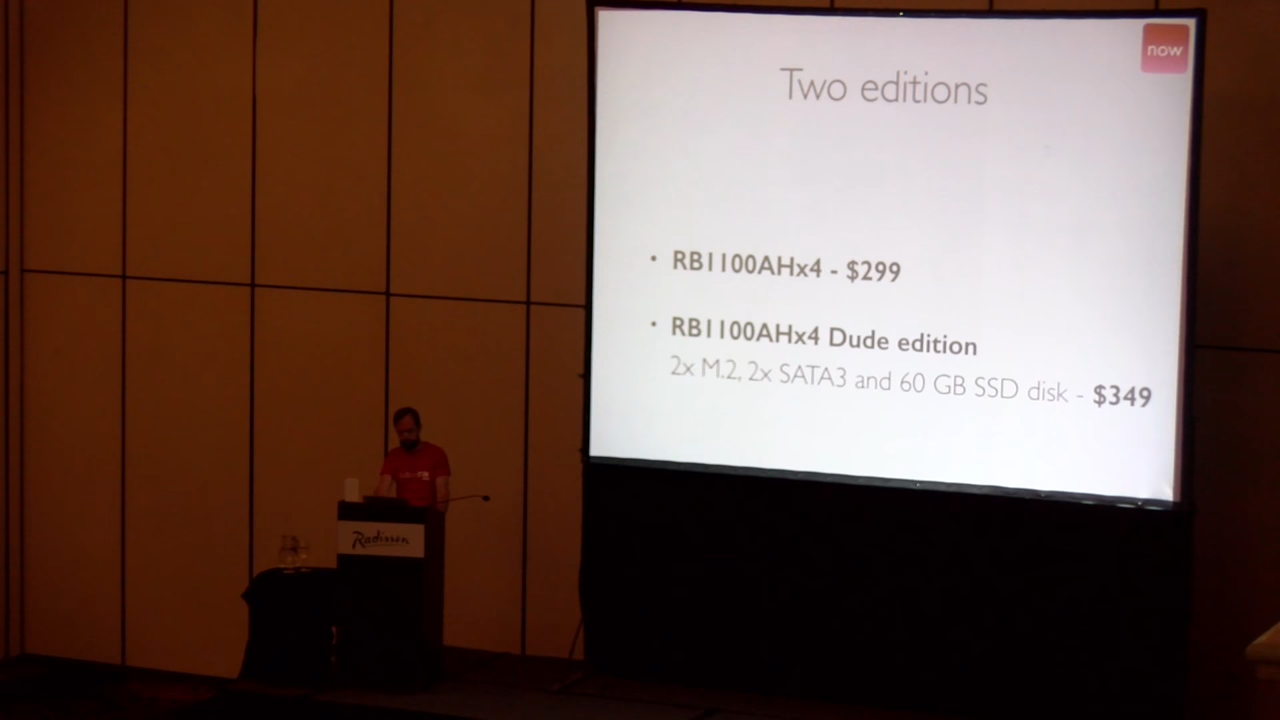 now
Two editions
• RB1100AHx4 - $299
• RB1100AHx4 Dude edition
2x M.2, 2x SATA3 and 60 GB SSD disk - $349
Radisson